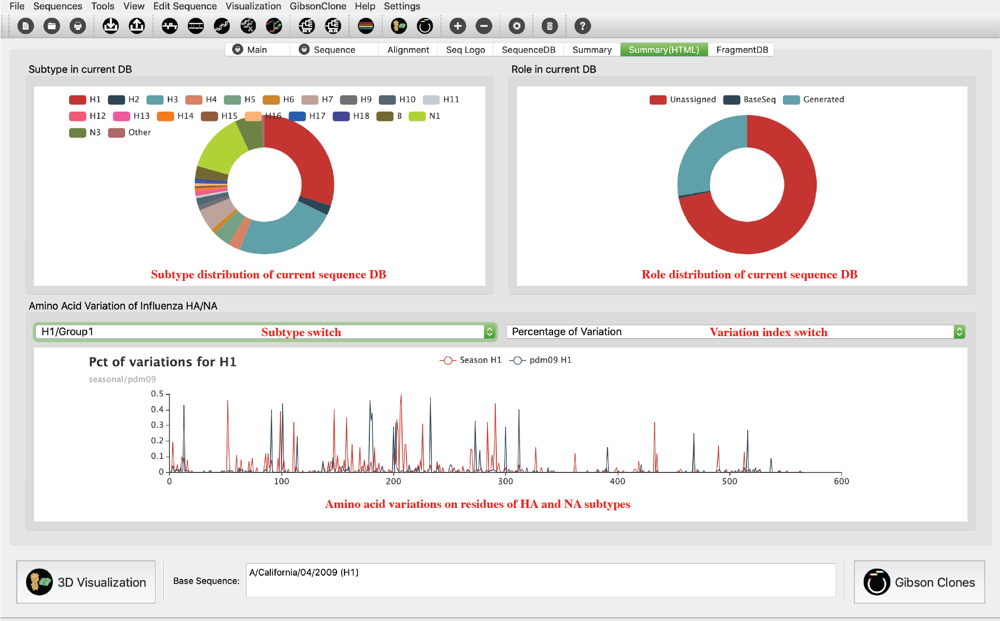 File Sequences Tools View Edit Sequence Visualization GibsonClone Help Settings
NT AA ?
Main Sequence Alignment Seq Logo SequenceDB Summary Summary(HTML) FragmentDB
Subtype in current DB
H1 H2 H3 H4 H5 H6 H7 H9 H10 H11
H12 H13 H14 H15 H16 H17 H18 B N1
N3 Other
Subtype distribution of current sequence DB
Role in current DB
Unassigned BaseSeq Generated
Role distribution of current sequence DB
Amino Acid Variation of Influenza HA/NA
H1/Group1 Subtype switch
Percentage of Variation Variation index switch
Pct of variations for H1
seasonal/pdm09
Season H1 pdm09 H1
0.5
0.4
0.3
0.2
0.1
0
0 100 200 300 400 500 600
Amino acid variations on residues of HA and NA subtypes
3D Visualization
Base Sequence:
A/California/04/2009 (H1)
Gibson Clones